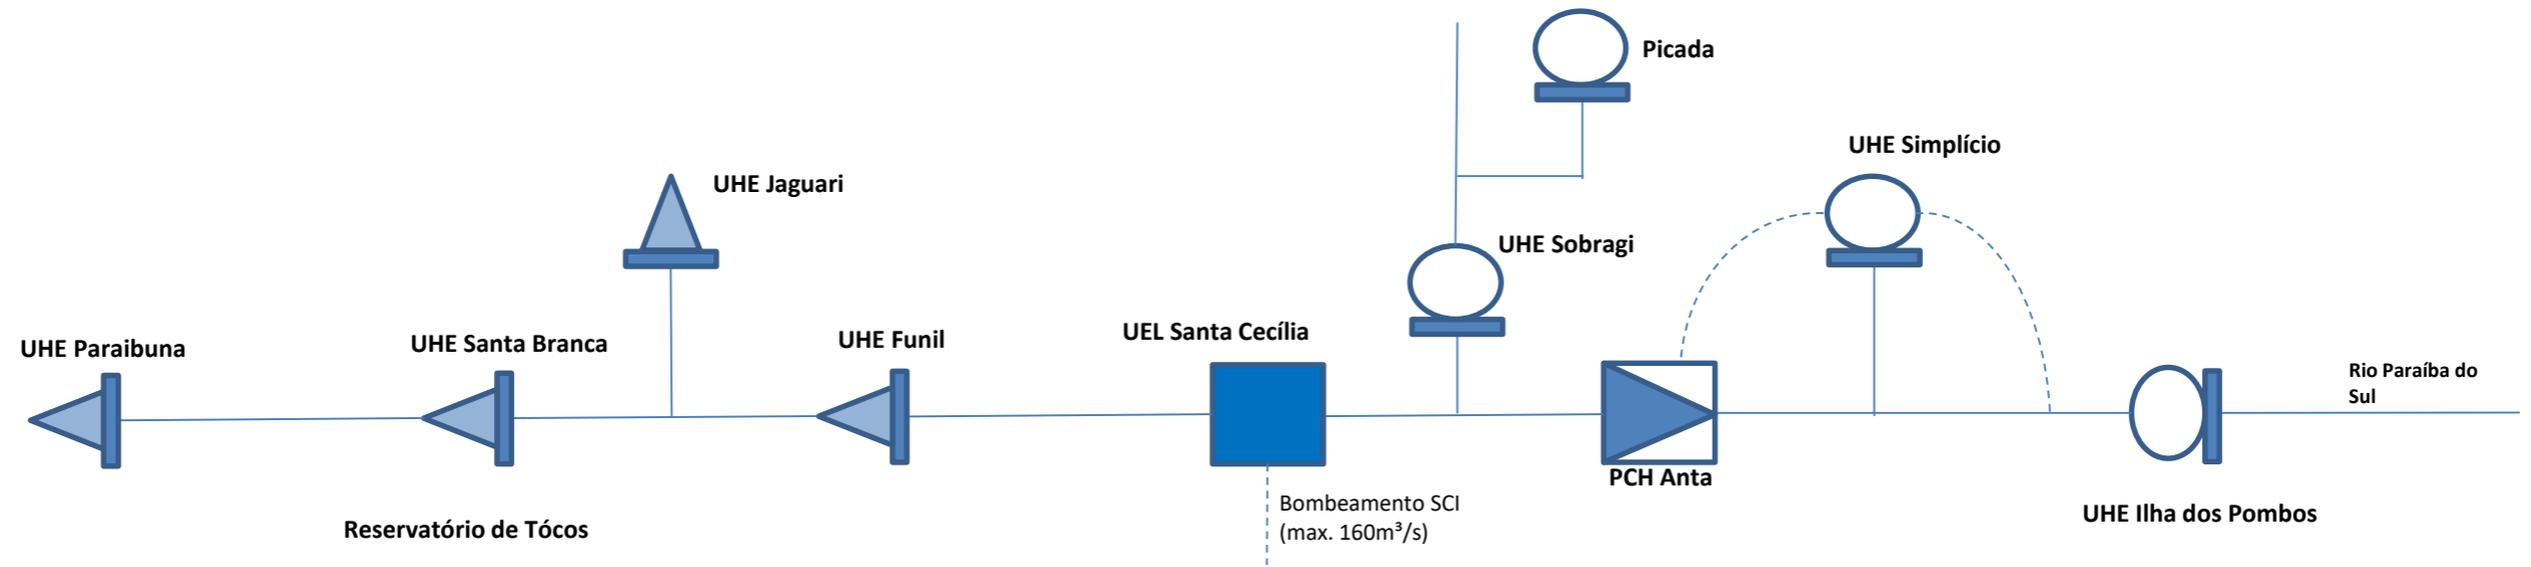 Picada
UHE Simplício
UHE Jaguari
UHE Sobragi
UHE Paraibuna
UHE Santa Branca
UHE Funil
UEL Santa Cecília
Rio Paraíba do
Sul
PCH Anta
Bombeamento SCI
(max. 160m³/s)
UHE Ilha dos Pombos
Reservatório de Tócos